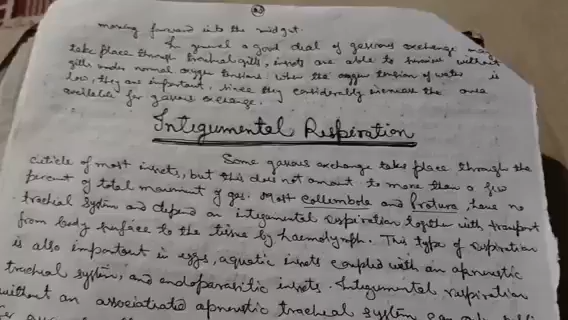 moving forward into the midgut.
In general a good deal of gaseous exchange may
take place through tracheal gills, insects are able to survive without
gills under normal oxygen tensions. When the oxygen tension of water is
low, they are important, since they considerably increase the area
available for gaseous exchange.
Integumental Respiration
Some gaseous exchange takes place through the
cuticle of most insects, but this does not amount to more than a few
percent of total movement of gas. Most collembola and Protura have no
tracheal system and depend on integumental respiration together with transport
from body surface to the tissue by haemolymph. This type of respiration
is also important in eggs, aquatic insects coupled with an apneustic
tracheal system, and endoparasitic insects. Integumental respiration
without an associated apneustic tracheal system can only